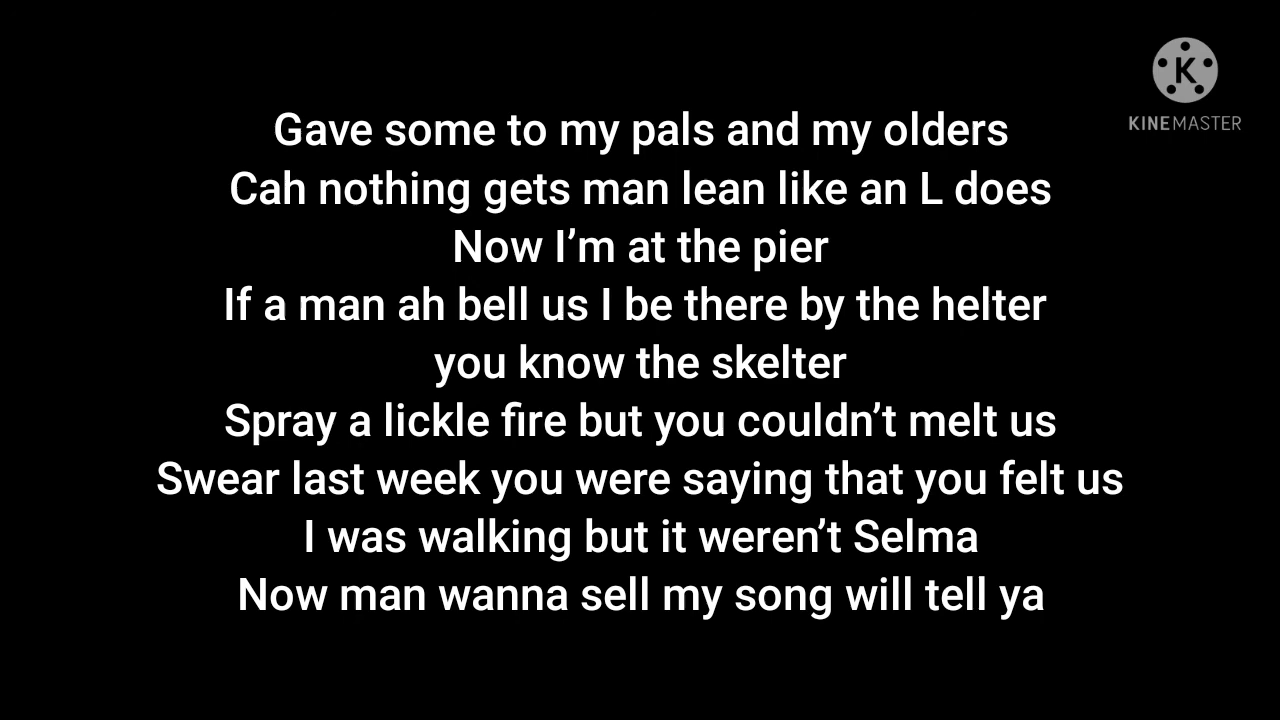 K
KINEMASTER
Gave some to my pals and my olders
Cah nothing gets man lean like an L does
Now I’m at the pier
If a man ah bell us I be there by the helter
you know the skelter
Spray a lickle fire but you couldn’t melt us
Swear last week you were saying that you felt us
I was walking but it weren’t Selma
Now man wanna sell my song will tell ya